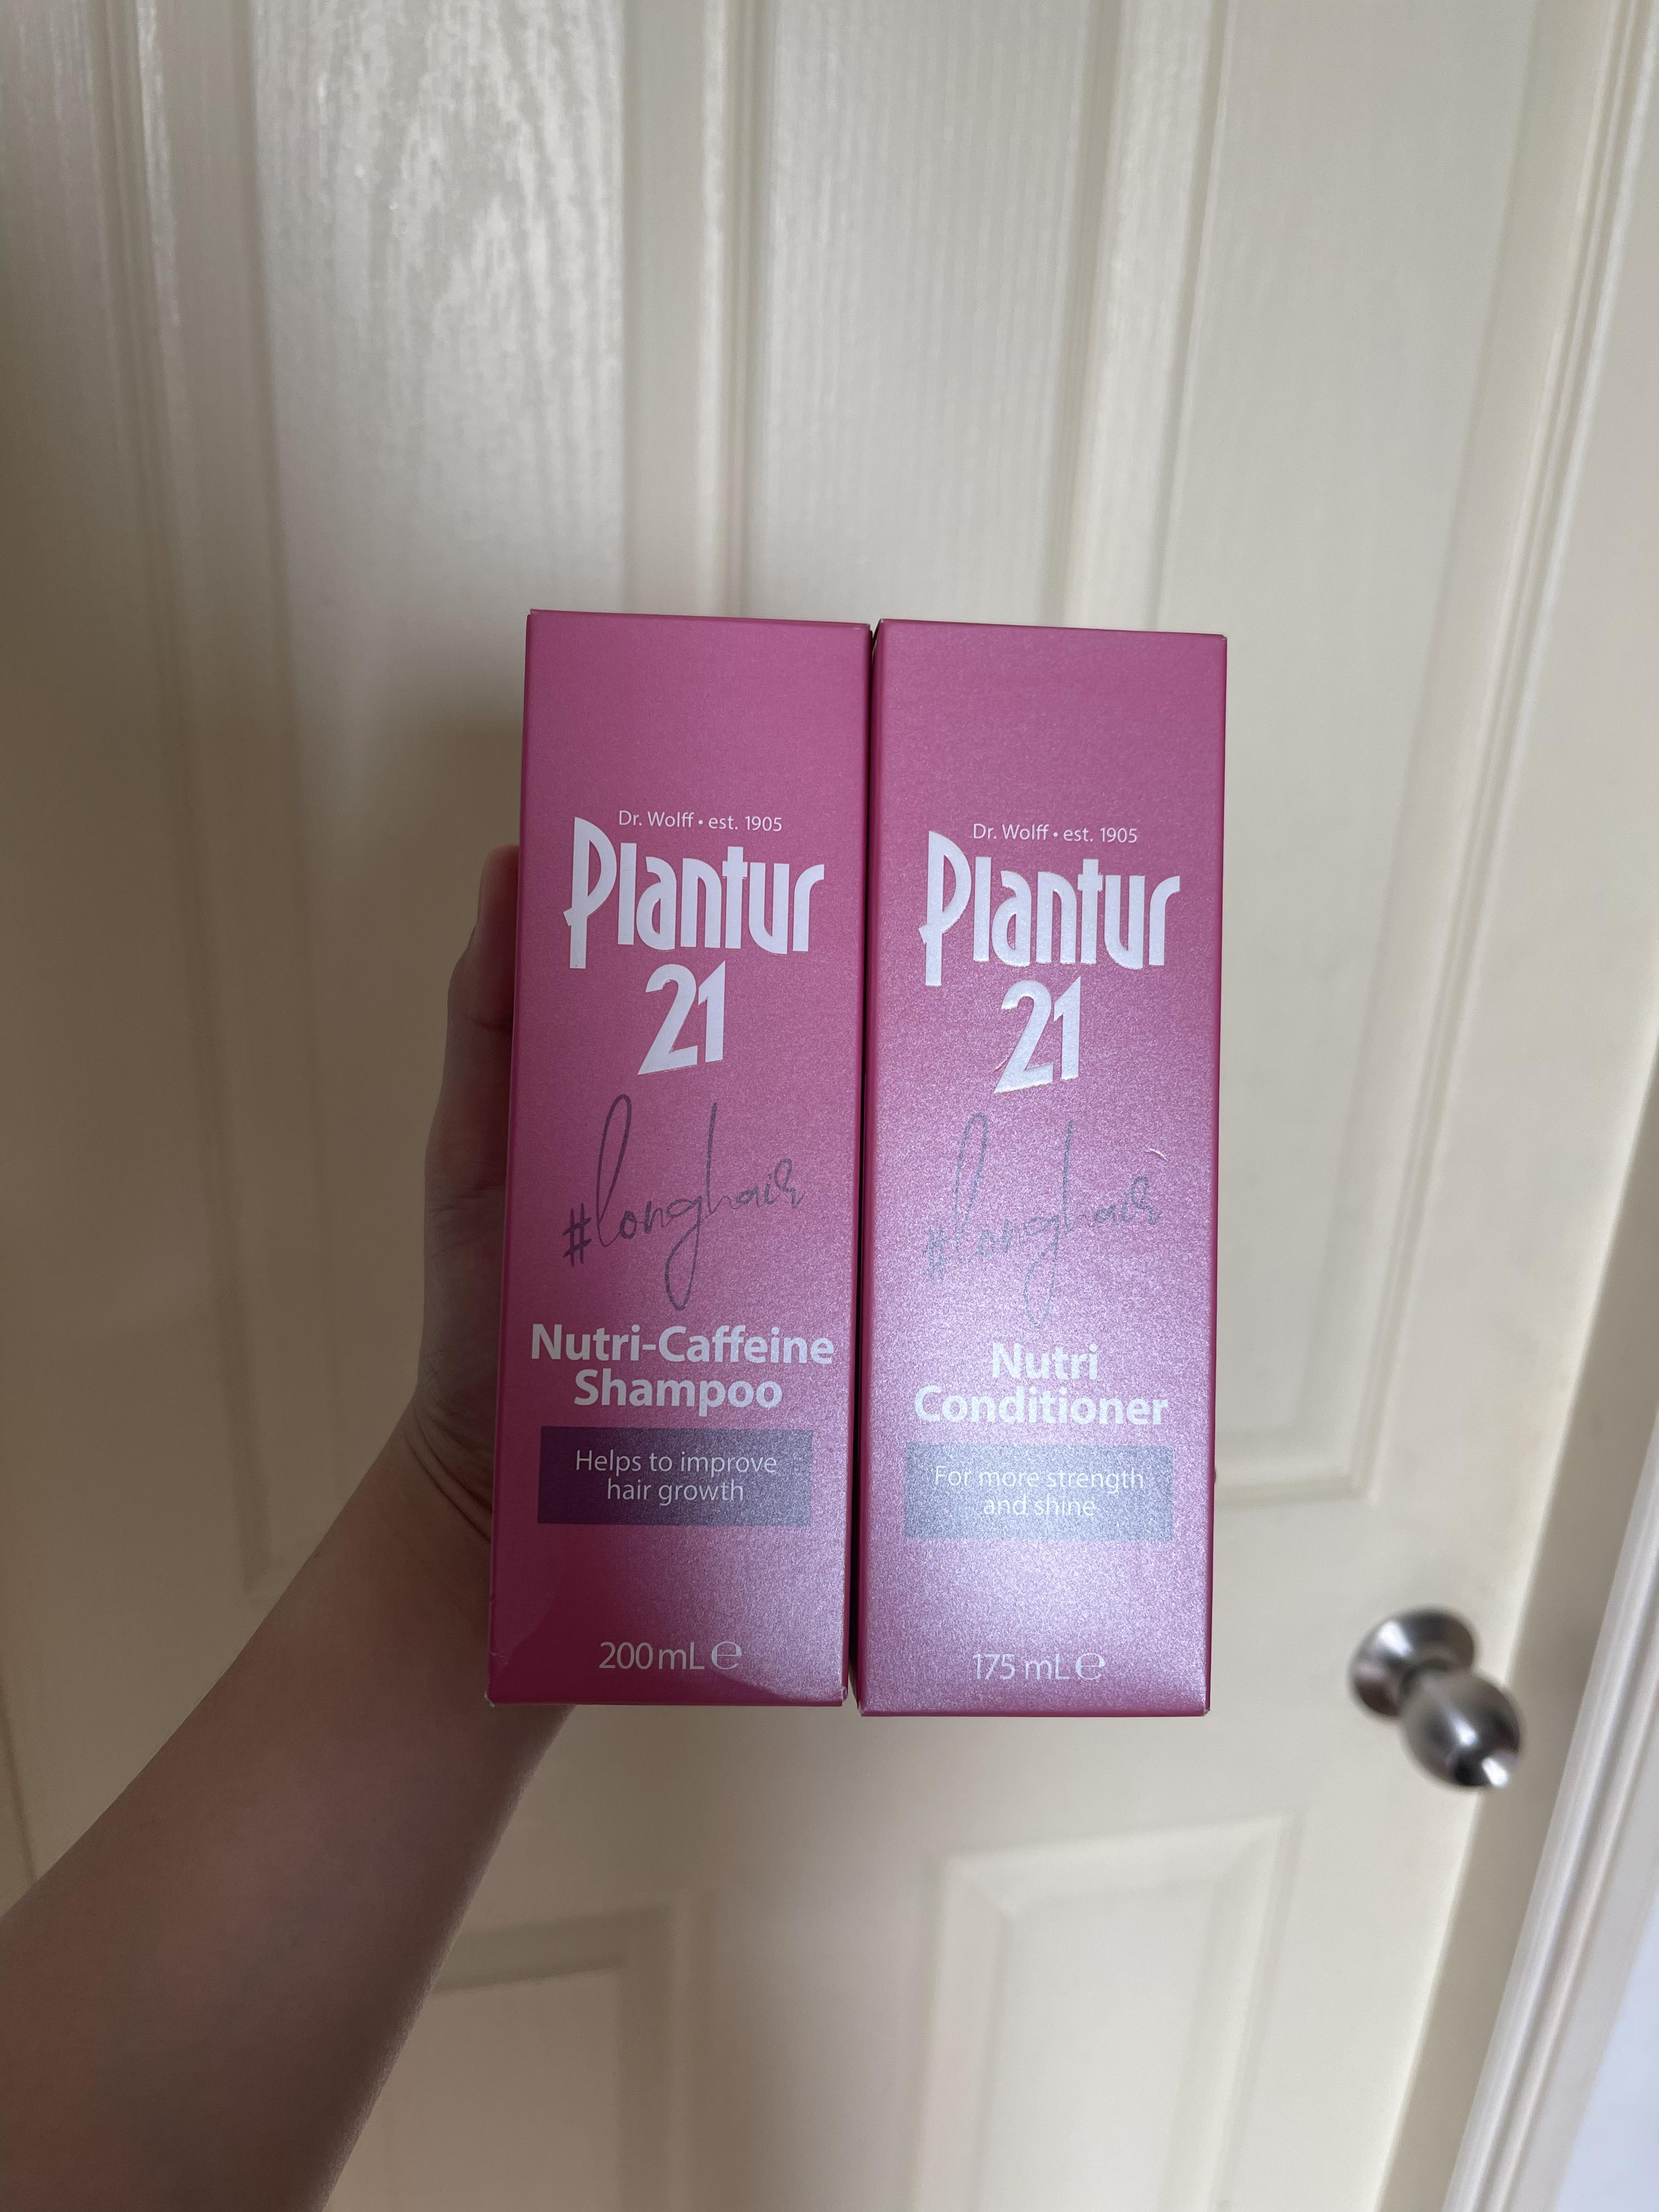 Dr. Wolff • est. 1905
Plantur
21
#longhair
Nutri-Caffeine
Shampoo
Helps to improve
hair growth
200 mL ℮
Dr. Wolff • est. 1905
Plantur
21
#longhair
Nutri
Conditioner
For more strength
and shine
175 mL ℮